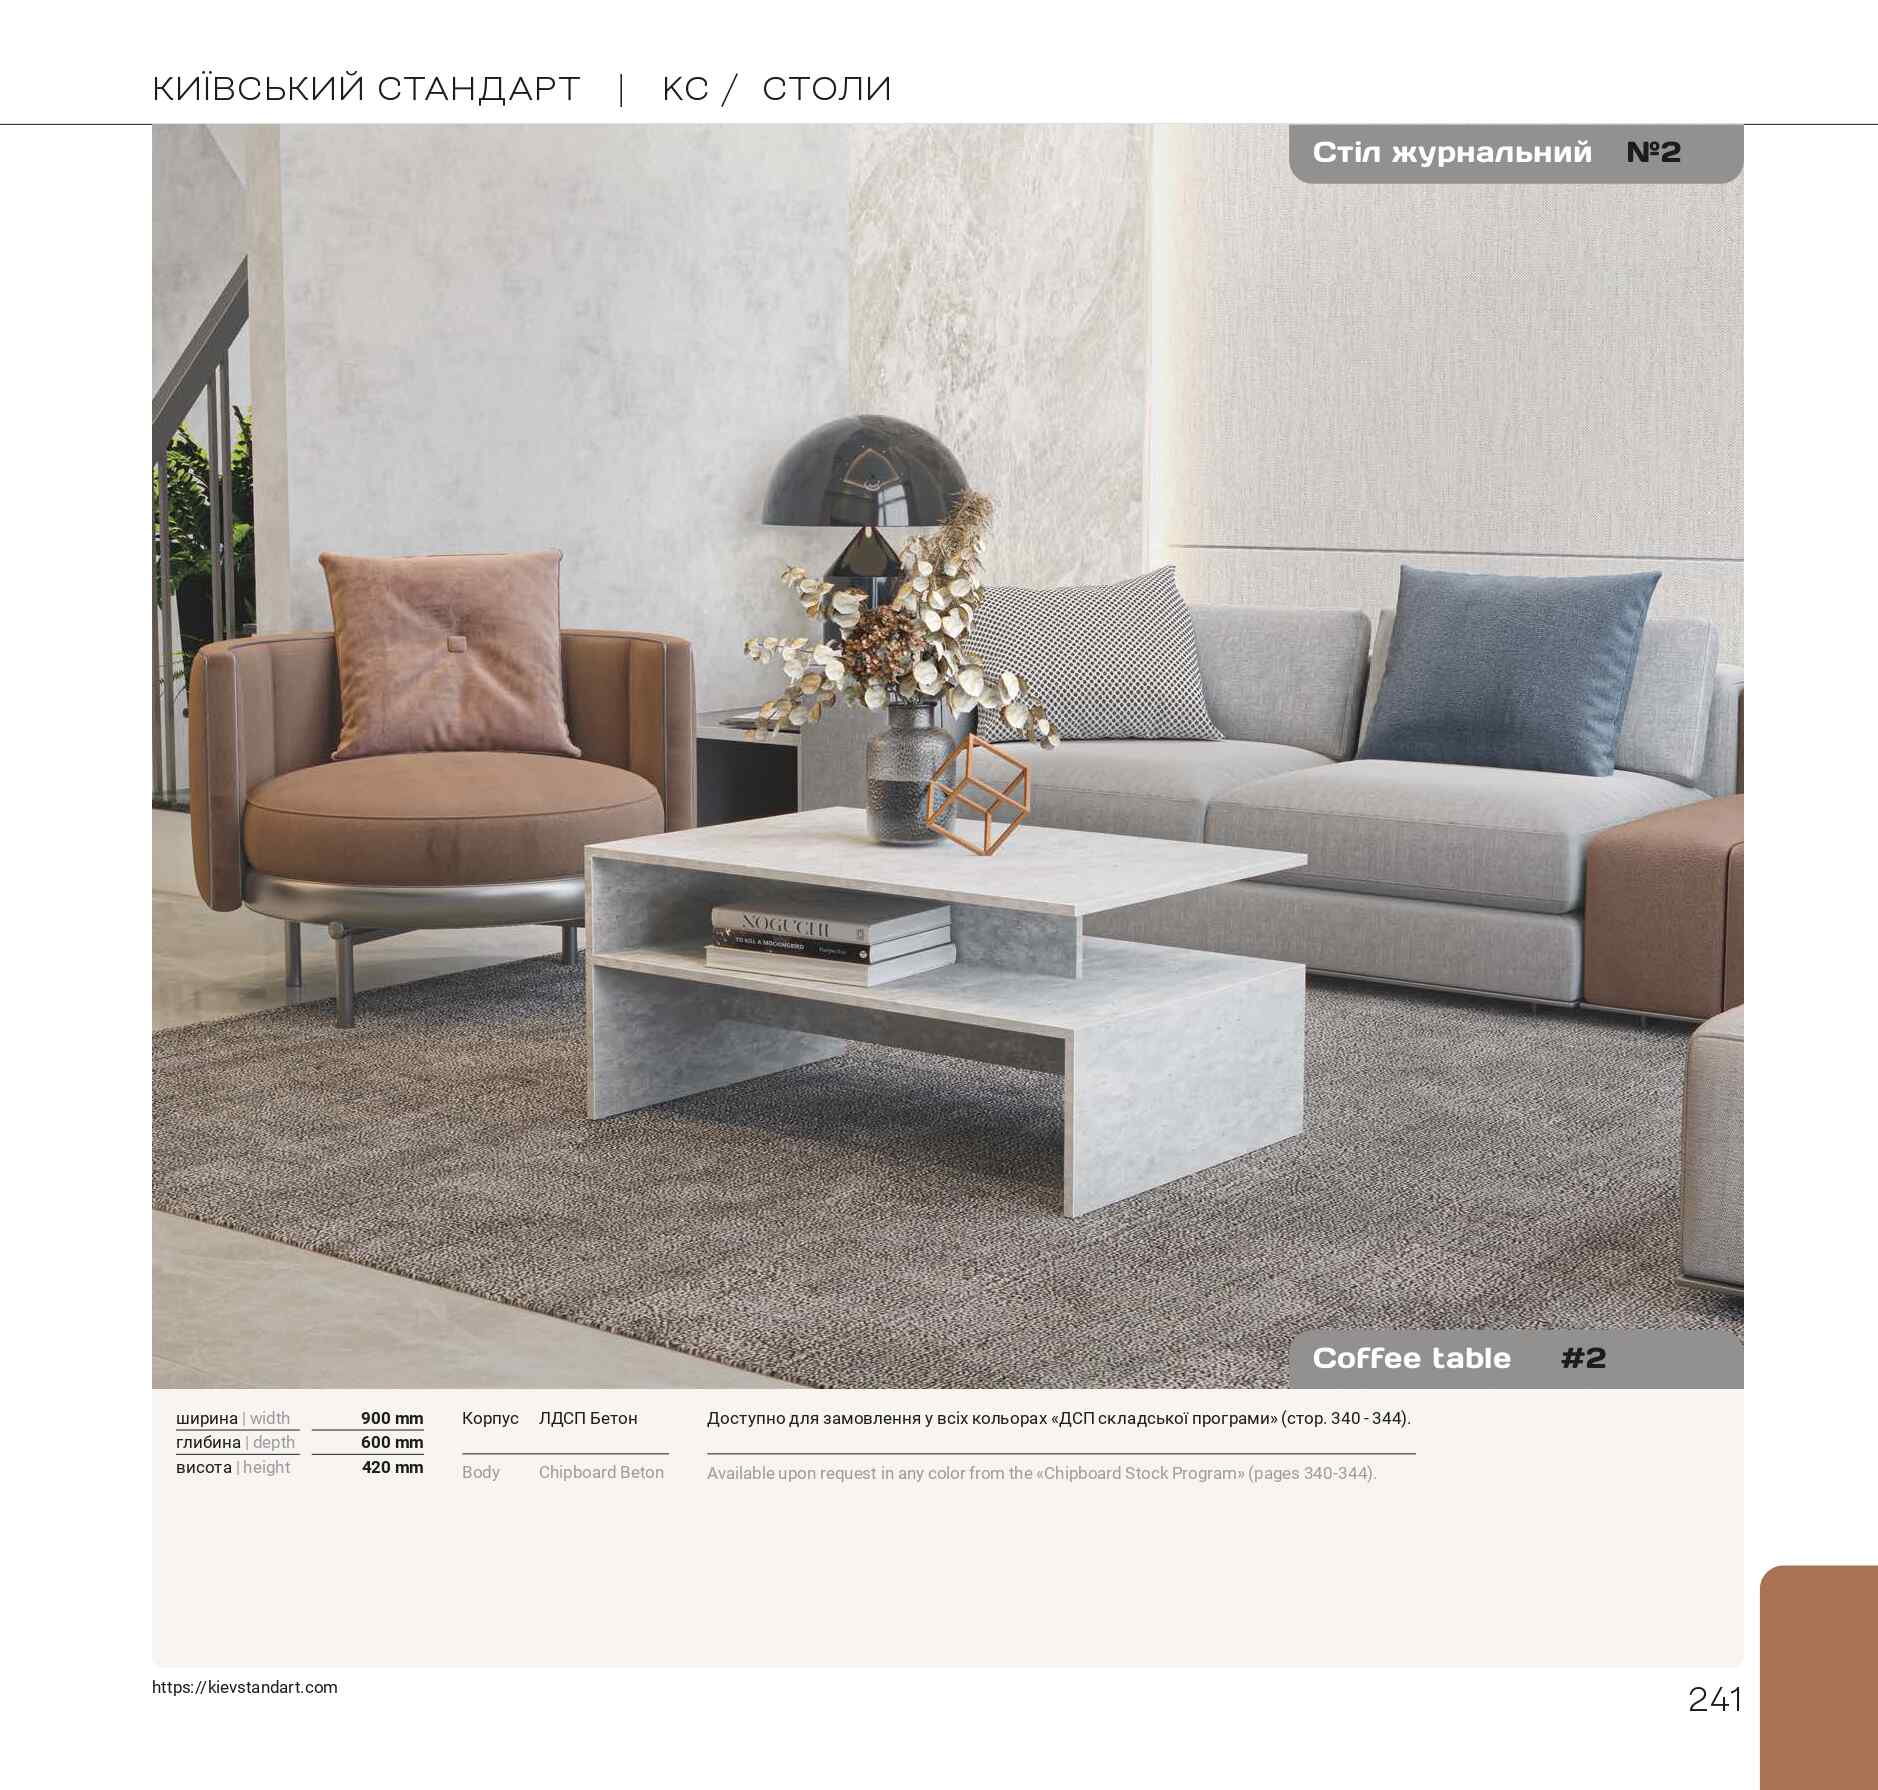 КИЇВСЬКИЙ СТАНДАРТ | КС / СТОЛИ
Стіл журнальний №2
NOGUCHI
TO KILL A MOCKINGBIRD
Coffee table #2
ширина | width 900 mm
глибина | depth 600 mm
висота | height 420 mm
Корпус ЛДСП Бетон
Body Chipboard Beton
Доступно для замовлення у всіх кольорах «ДСП складської програми» (стор. 340 - 344).
Available upon request in any color from the «Chipboard Stock Program» (pages 340-344).
https://kievstandart.com
241